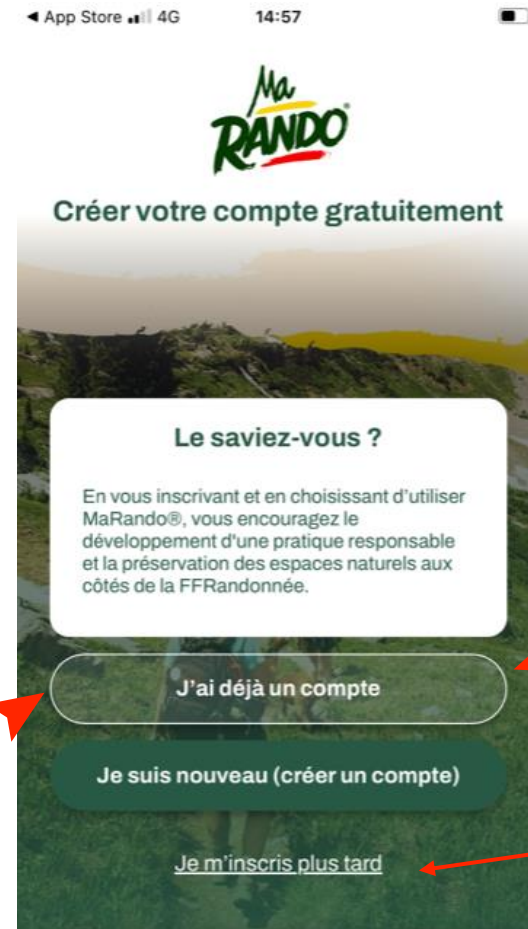 ◀ App Store 4G 14:57
Ma
RANDO®
Créer votre compte gratuitement
Le saviez-vous ?
En vous inscrivant et en choisissant d’utiliser
MaRando®, vous encouragez le
développement d'une pratique responsable
et la préservation des espaces naturels aux
côtés de la FFRandonnée.
J’ai déjà un compte
Je suis nouveau (créer un compte)
Je m’inscris plus tard